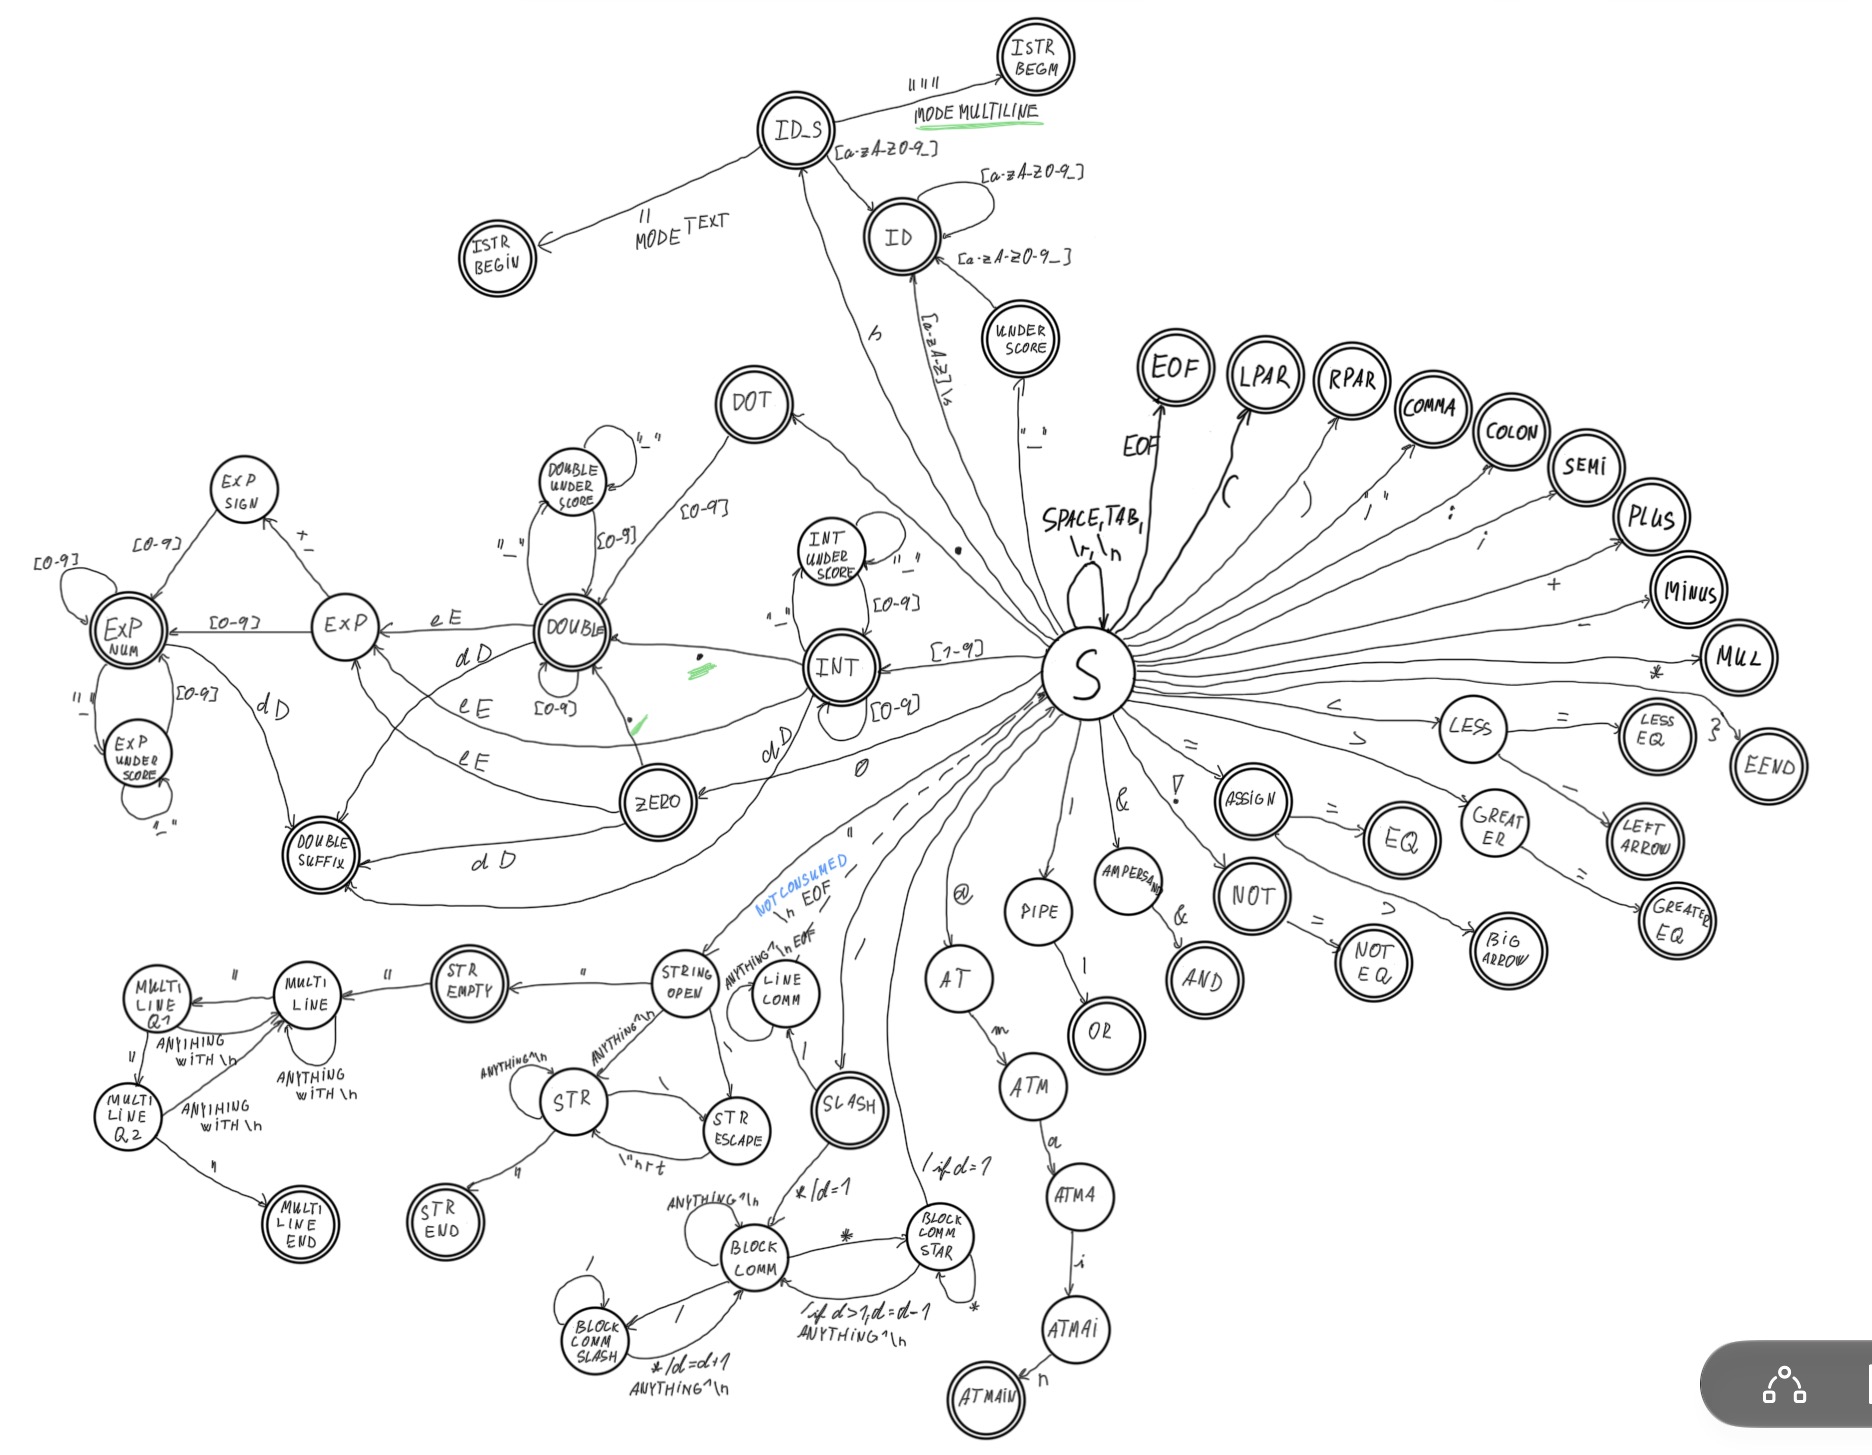 ISTR
BEGM
"""
MODE MULTILINE
ID_S
[a-zA-Z0-9_]
[a-zA-Z0-9_]
"
MODE TEXT
ISTR
BEGIN
ID
[a-zA-Z0-9_]
s
[a-zA-Z]\s
UNDER
SCORE
"_"
EOF
LPAR
RPAR
COMMA
COLON
SEMI
PLUS
MINUS
MUL
EOF
(
)
","
:
;
+
-
*
SPACE, TAB,
\r, \n
S
DOT
.
[0-9]
DOUBLE
UNDER
SCORE
"_"
"_"
[0-9]
INT
UNDER
SCORE
"_"
"_"
[0-9]
EXP
SIGN
[0-9]
+
-
[0-9]
EXP
NUM
[0-9]
EXP
eE
DOUBLE
[0-9]
.
INT
[1-9]
[0-9]
dD
"_"
[0-9]
EXP
UNDER
SCORE
"_"
dD
eE
eE
.
ZERO
0
dD
dD
DOUBLE
SUFFIX
<
LESS
=
LESS
EQ
}
EEND
>
-
GREAT
ER
LEFT
ARROW
=
GREATER
EQ
=
ASSIGN
=
EQ
>
BIG
ARROW
!
NOT
=
NOT
EQ
&
AMPERSAND
&
AND
|
PIPE
|
OR
@
AT
m
ATM
a
ATMA
i
ATMAi
n
ATMAIN
"
NOT CONSUMED
\n EOF
ANYTHING^\n EOF
LINE
COMM
/
/
SLASH
STRING
OPEN
"
STR
EMPTY
"
MULTI
LINE
"
MULTI
LINE
Q1
ANYTHING
WITH \n
"
ANYTHING
WITH \n
MULTI
LINE
Q2
ANYTHING
WITH \n
"
MULTI
LINE
END
ANYTHING^\n
\
ANYTHING^\n
STR
\
STR
ESCAPE
\"nrt
"
STR
END
*/d=1
ANYTHING^\n
BLOCK
COMM
*
BLOCK
COMM
STAR
/if d=1
*
/if d>1, d=d-1
ANYTHING^\n
/
/
BLOCK
COMM
SLASH
*/d=d+1
ANYTHING^\n